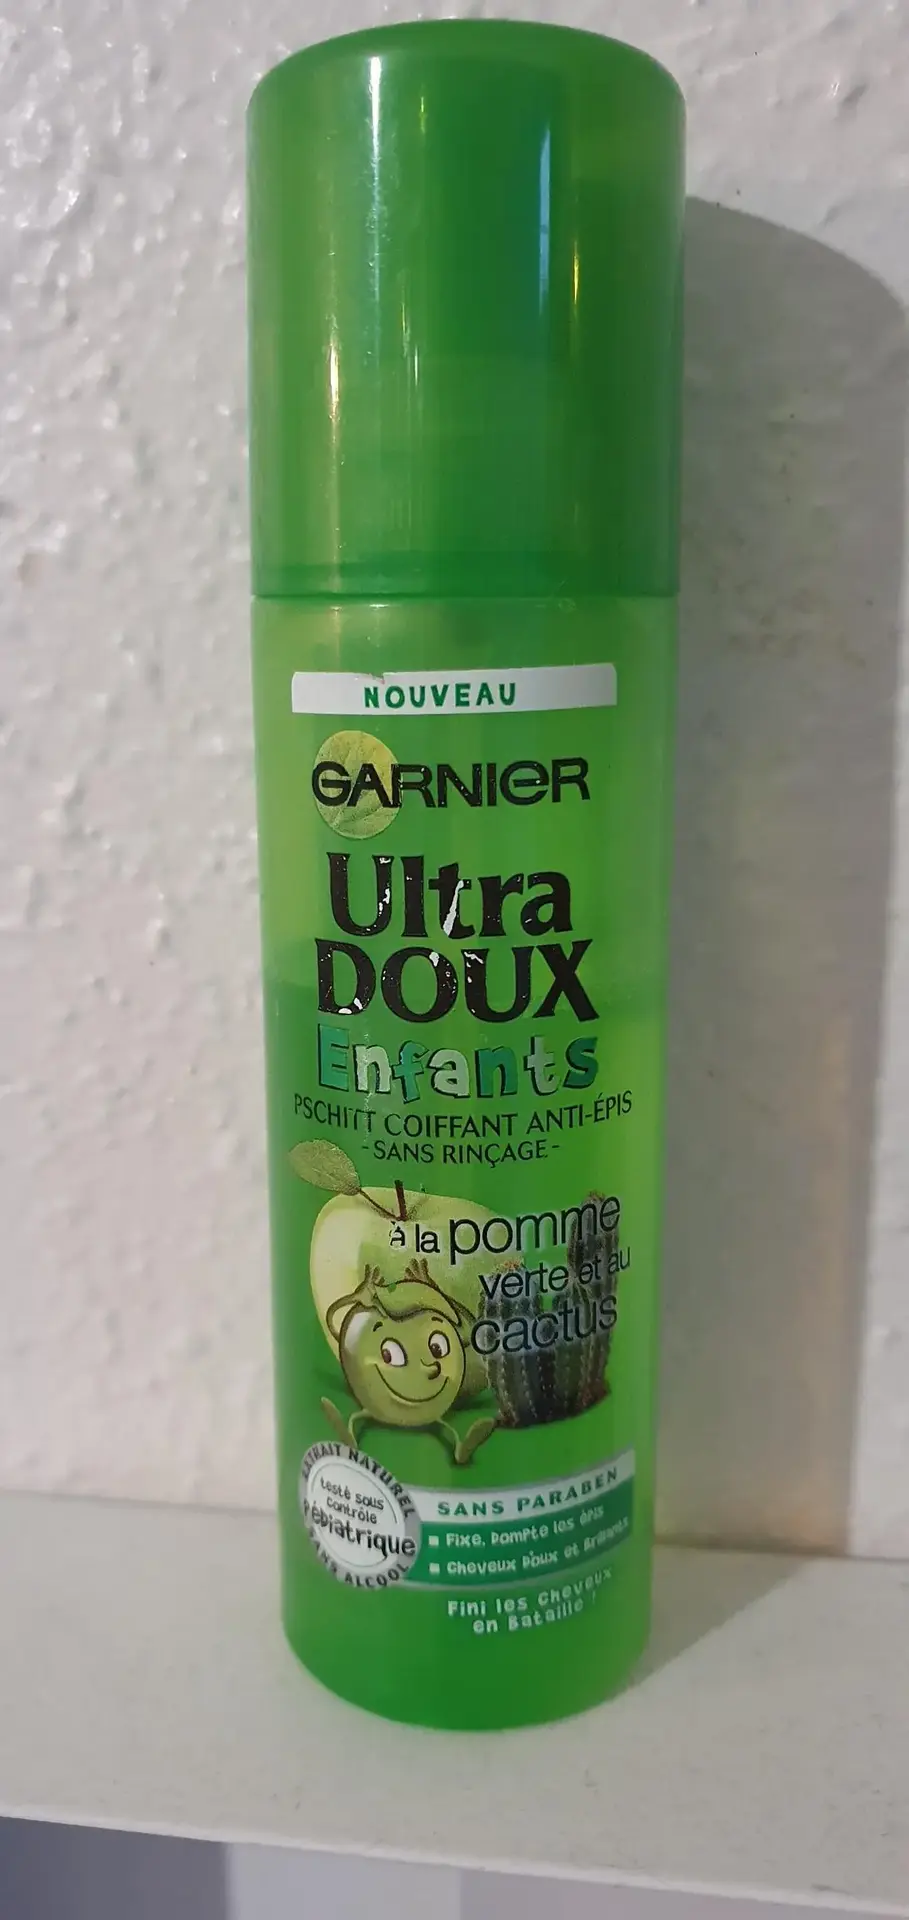 NOUVEAU
GARNIER
Ultra
DOUX
Enfants
PSCHITT COIFFANT ANTI-ÉPIS
-SANS RINÇAGE-
à la pomme
verte et au
cactus
EXTRAIT NATUREL
testé sous
Contrôle
Pédiatrique
SANS ALCOOL
SANS PARABEN
Fixe, Dompte les épis
Cheveux Doux et Brillants
Fini les Cheveux
en Bataille !